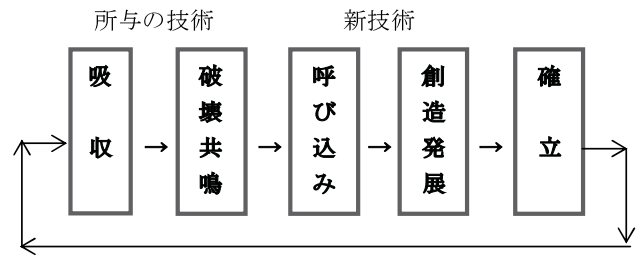 所与の技術
新技術
吸収
破壊共鳴
呼び込み
創造発展
確立